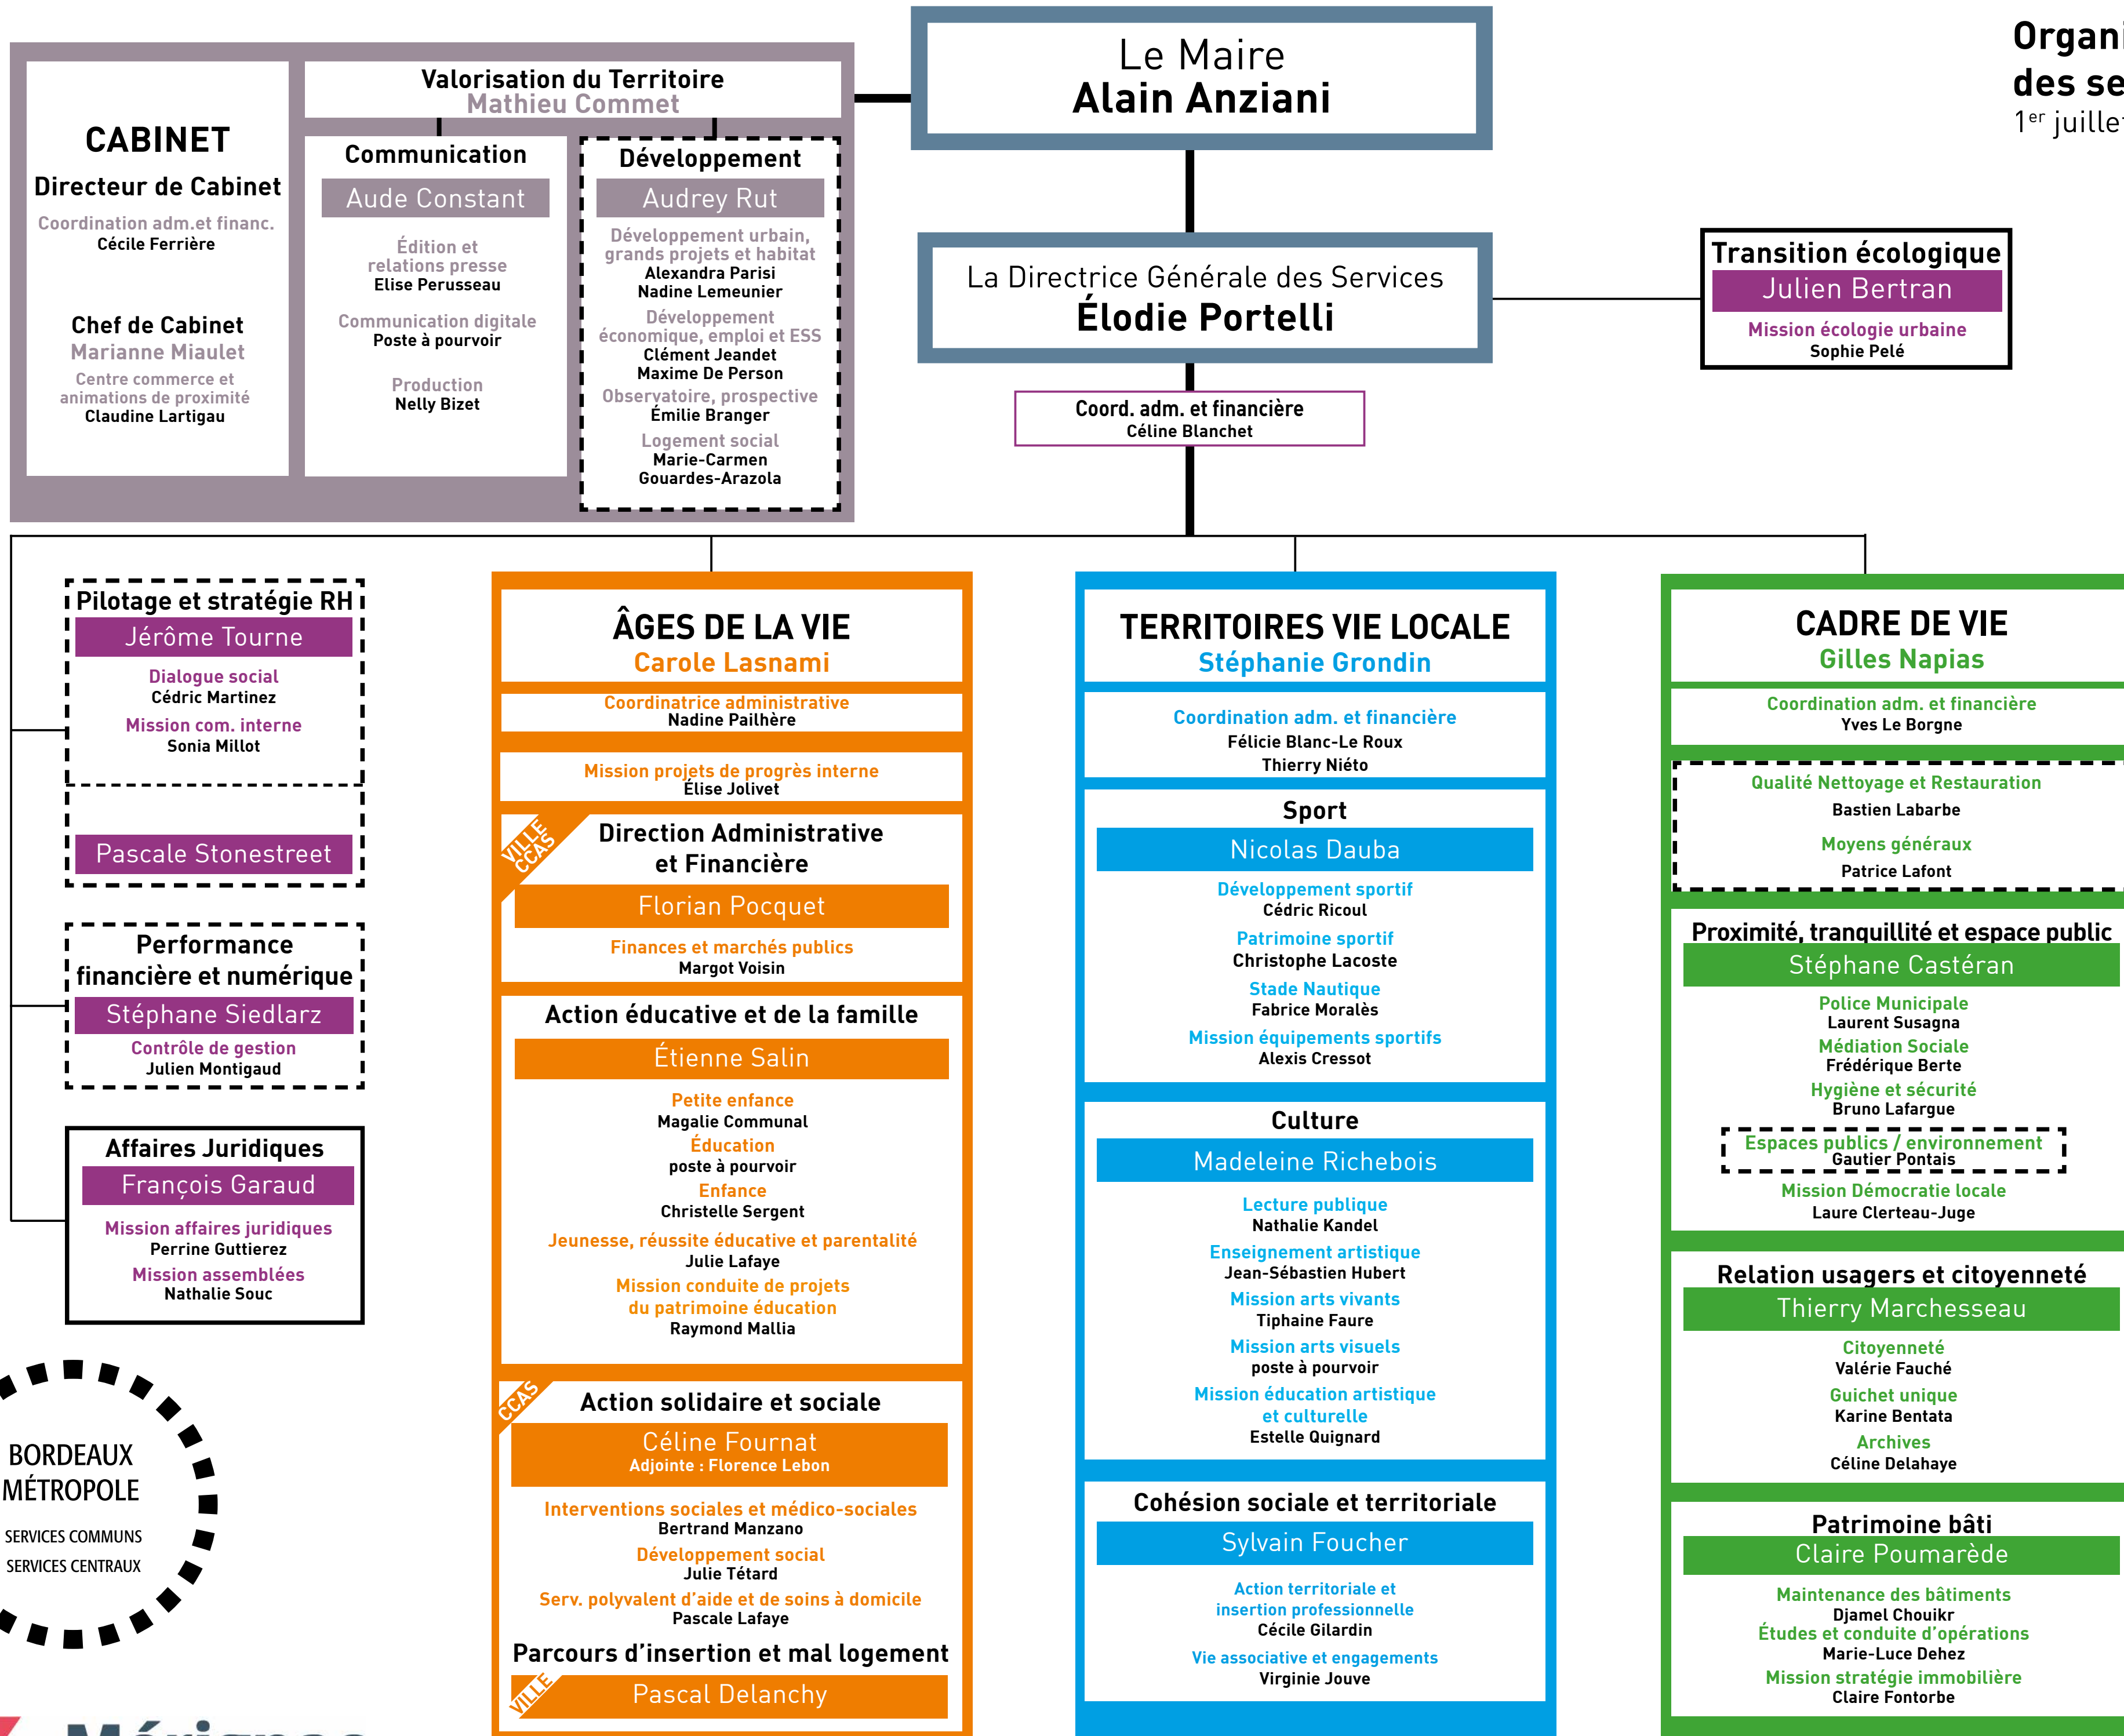 Le Maire
Alain Anziani
1er juillet
CABINET
Directeur de Cabinet
Coordination adm.et financ.
Cécile Ferrière
Chef de Cabinet
Marianne Miaulet
Centre commerce et
animations de proximité
Claudine Lartigau
Valorisation du Territoire
Mathieu Commet
Communication
Aude Constant
Édition et
relations presse
Elise Perusseau
Communication digitale
Poste à pourvoir
Production
Nelly Bizet
Développement
Audrey Rut
Développement urbain,
grands projets et habitat
Alexandra Parisi
Nadine Lemeunier
Développement
économique, emploi et ESS
Clément Jeandet
Maxime De Person
Observatoire, prospective
Émilie Branger
Logement social
Marie-Carmen
Gouardes-Arazola
La Directrice Générale des Services
Élodie Portelli
Transition écologique
Julien Bertran
Mission écologie urbaine
Sophie Pelé
Coord. adm. et financière
Céline Blanchet
Pilotage et stratégie RH
Jérôme Tourne
Dialogue social
Cédric Martinez
Mission com. interne
Sonia Millot
Pascale Stonestreet
Performance
financière et numérique
Stéphane Siedlarz
Contrôle de gestion
Julien Montigaud
Affaires Juridiques
François Garaud
Mission affaires juridiques
Perrine Guttierez
Mission assemblées
Nathalie Souc
BORDEAUX
MÉTROPOLE
SERVICES COMMUNS
SERVICES CENTRAUX
Mérignac
ÂGES DE LA VIE
Carole Lasnami
Coordinatrice administrative
Nadine Pailhère
Mission projets de progrès interne
Élise Jolivet
VILLE
CCAS
Direction Administrative
et Financière
Florian Pocquet
Finances et marchés publics
Margot Voisin
Action éducative et de la famille
Étienne Salin
Petite enfance
Magalie Communal
Éducation
poste à pourvoir
Enfance
Christelle Sergent
Jeunesse, réussite éducative et parentalité
Julie Lafaye
Mission conduite de projets
du patrimoine éducation
Raymond Mallia
CCAS
Action solidaire et sociale
Céline Fournat
Adjointe : Florence Lebon
Interventions sociales et médico-sociales
Bertrand Manzano
Développement social
Julie Tétard
Serv. polyvalent d'aide et de soins à domicile
Pascale Lafaye
Parcours d'insertion et mal logement
VILLE
Pascal Delanchy
TERRITOIRES VIE LOCALE
Stéphanie Grondin
Coordination adm. et financière
Félicie Blanc-Le Roux
Thierry Niéto
Sport
Nicolas Dauba
Développement sportif
Cédric Ricoul
Patrimoine sportif
Christophe Lacoste
Stade Nautique
Fabrice Moralès
Mission équipements sportifs
Alexis Cressot
Culture
Madeleine Richebois
Lecture publique
Nathalie Kandel
Enseignement artistique
Jean-Sébastien Hubert
Mission arts vivants
Tiphaine Faure
Mission arts visuels
poste à pourvoir
Mission éducation artistique
et culturelle
Estelle Quignard
Cohésion sociale et territoriale
Sylvain Foucher
Action territoriale et
insertion professionnelle
Cécile Gilardin
Vie associative et engagements
Virginie Jouve
CADRE DE VIE
Gilles Napias
Coordination adm. et financière
Yves Le Borgne
Qualité Nettoyage et Restauration
Bastien Labarbe
Moyens généraux
Patrice Lafont
Proximité, tranquillité et espace public
Stéphane Castéran
Police Municipale
Laurent Susagna
Médiation Sociale
Frédérique Berte
Hygiène et sécurité
Bruno Lafargue
Espaces publics / environnement
Gautier Pontais
Mission Démocratie locale
Laure Clerteau-Juge
Relation usagers et citoyenneté
Thierry Marchesseau
Citoyenneté
Valérie Fauché
Guichet unique
Karine Bentata
Archives
Céline Delahaye
Patrimoine bâti
Claire Poumarède
Maintenance des bâtiments
Djamel Chouikr
Études et conduite d'opérations
Marie-Luce Dehez
Mission stratégie immobilière
Claire Fontorbe